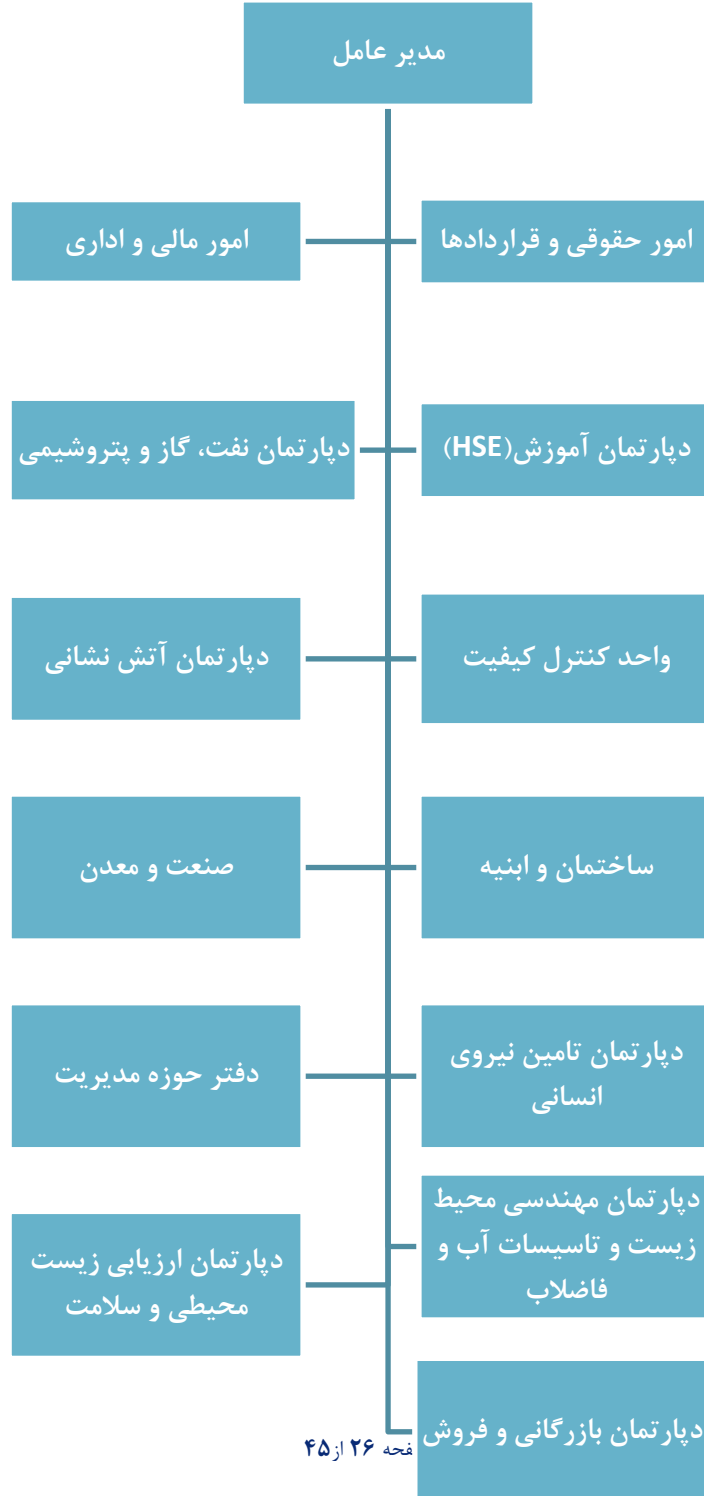 مدیر عامل
امور حقوقی و قراردادها
امور مالی و اداری
دپارتمان آموزش(HSE)
دپارتمان نفت، گاز و پتروشیمی
واحد کنترل کیفیت
دپارتمان آتش نشانی
ساختمان و ابنیه
صنعت و معدن
دپارتمان تامین نیروی
انسانی
دفتر حوزه مدیریت
دپارتمان مهندسی محیط
زیست و تاسیسات آب و
فاضلاب
دپارتمان ارزیابی زیست
محیطی و سلامت
دپارتمان بازرگانی و فروش
فحه ۲۶ از۴۵